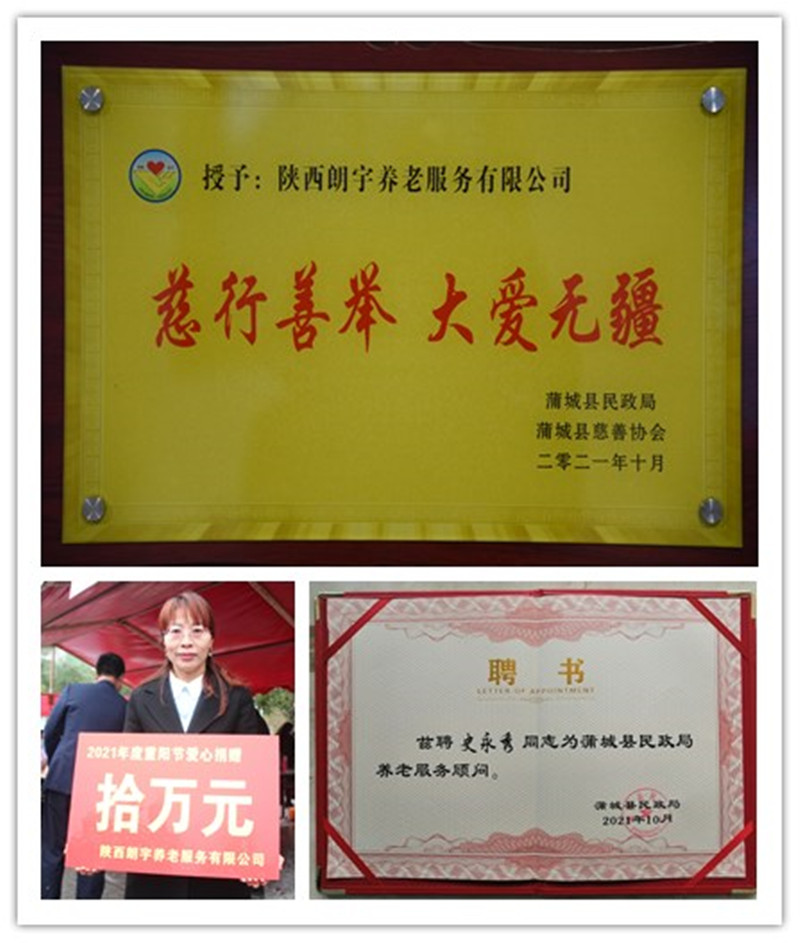 授予：陕西朗宇养老服务有限公司
慈行善举 大爱无疆
蒲城县民政局
蒲城县慈善协会
二零二一年十月
2021年度重阳节爱心捐赠
拾万元
陕西朗宇养老服务有限公司
聘 书
LETTER OF APPOINTMENT
兹聘史永秀同志为蒲城县民政局
养老服务顾问。
蒲城县民政局
2021年10月